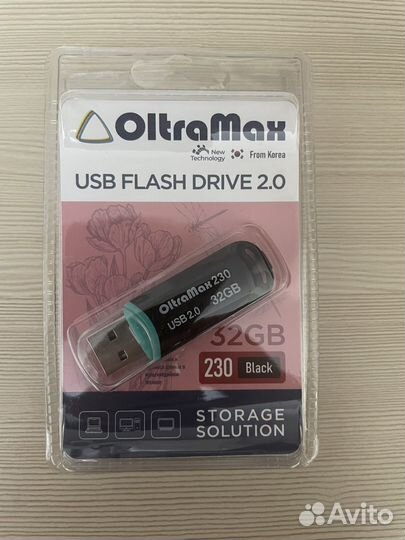 OltraMax
New
Technology
From Korea
USB FLASH DRIVE 2.0
OltraMax 230
USB 2.0
32GB
32GB
230
Black
STORAGE
SOLUTION
Avito